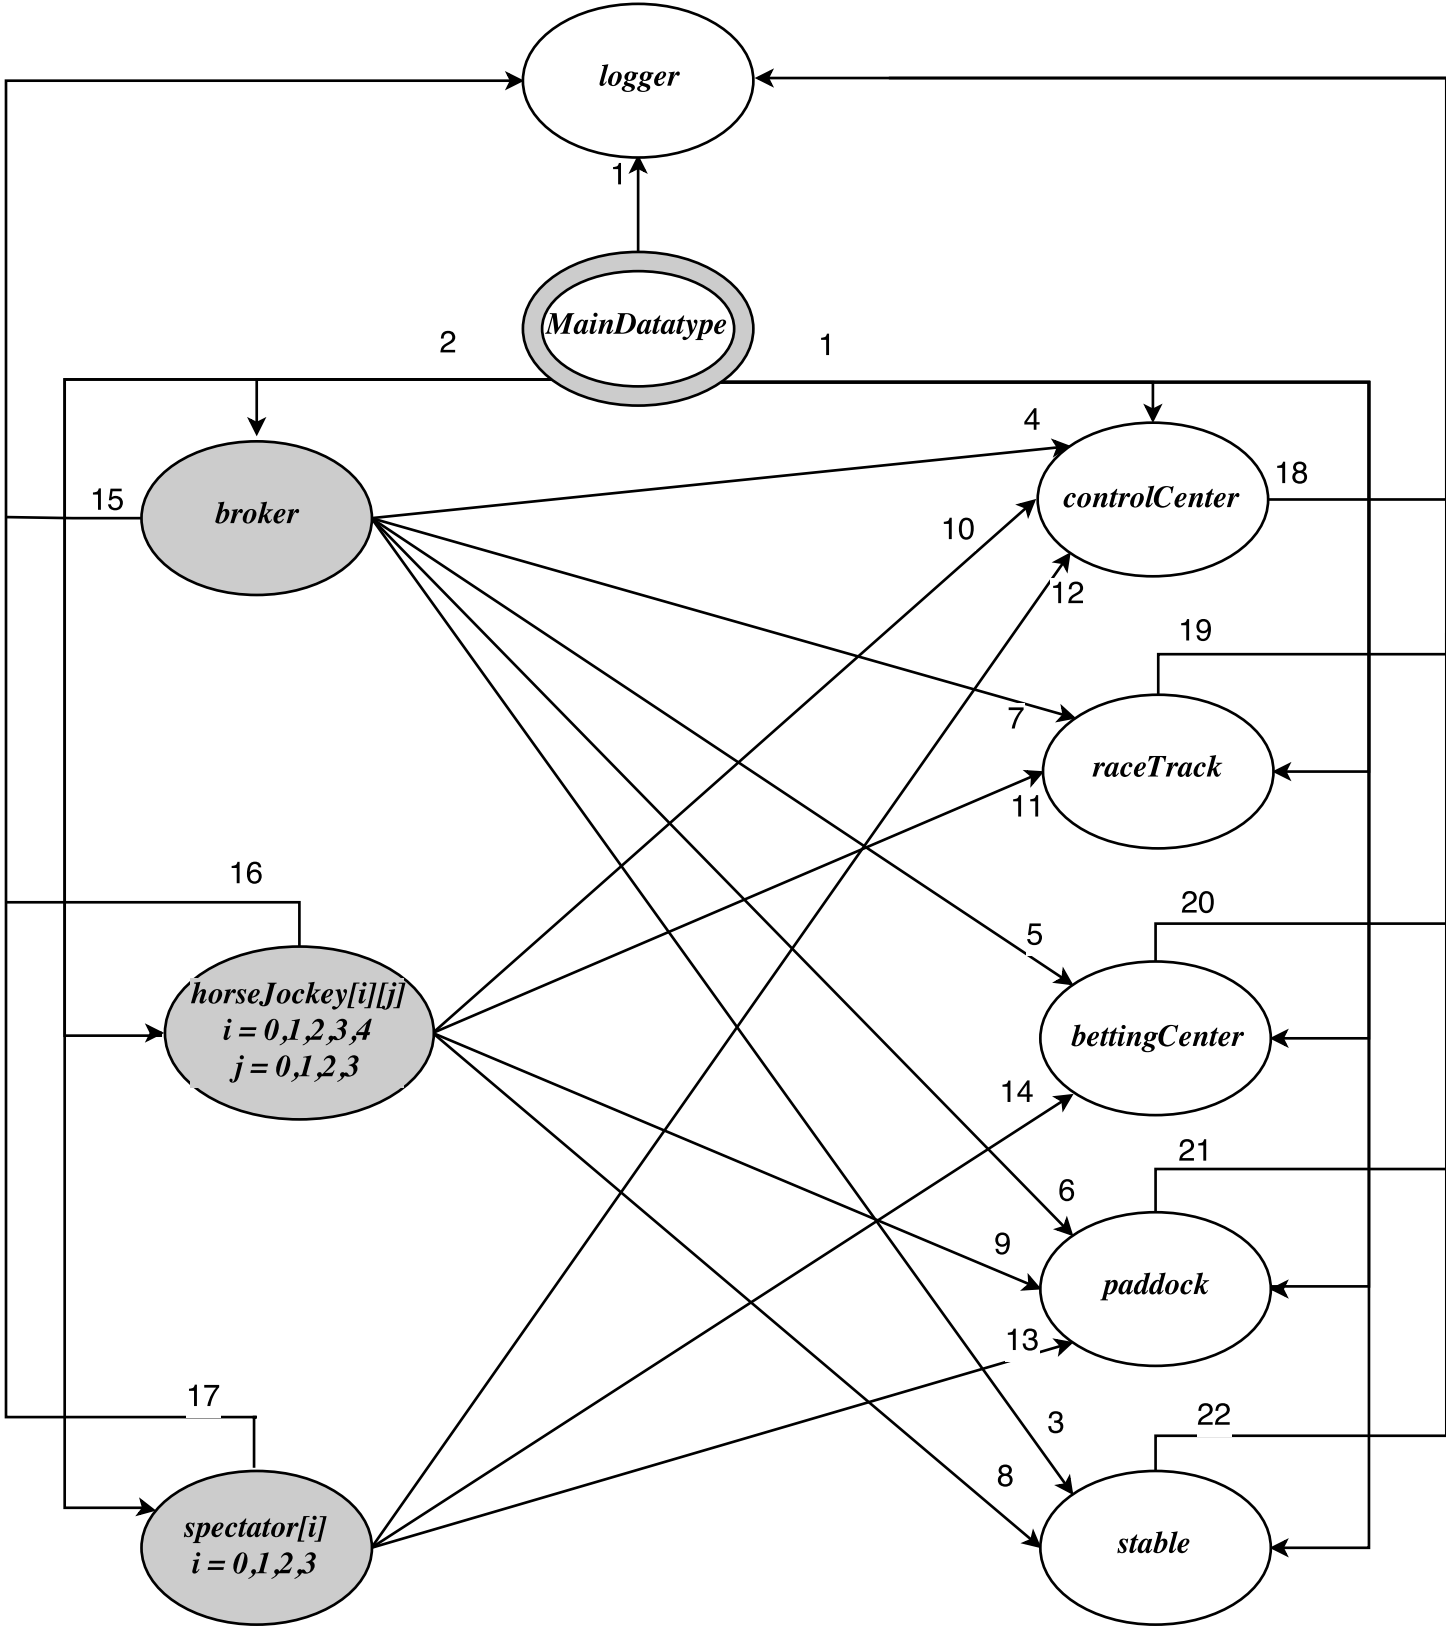 logger
1
MainDatatype
2
1
4
broker
15
controlCenter
18
10
12
19
7
raceTrack
11
16
20
5
horseJockey[i][j]
i = 0,1,2,3,4
j = 0,1,2,3
bettingCenter
14
21
6
9
paddock
13
17
3
22
8
spectator[i]
i = 0,1,2,3
stable